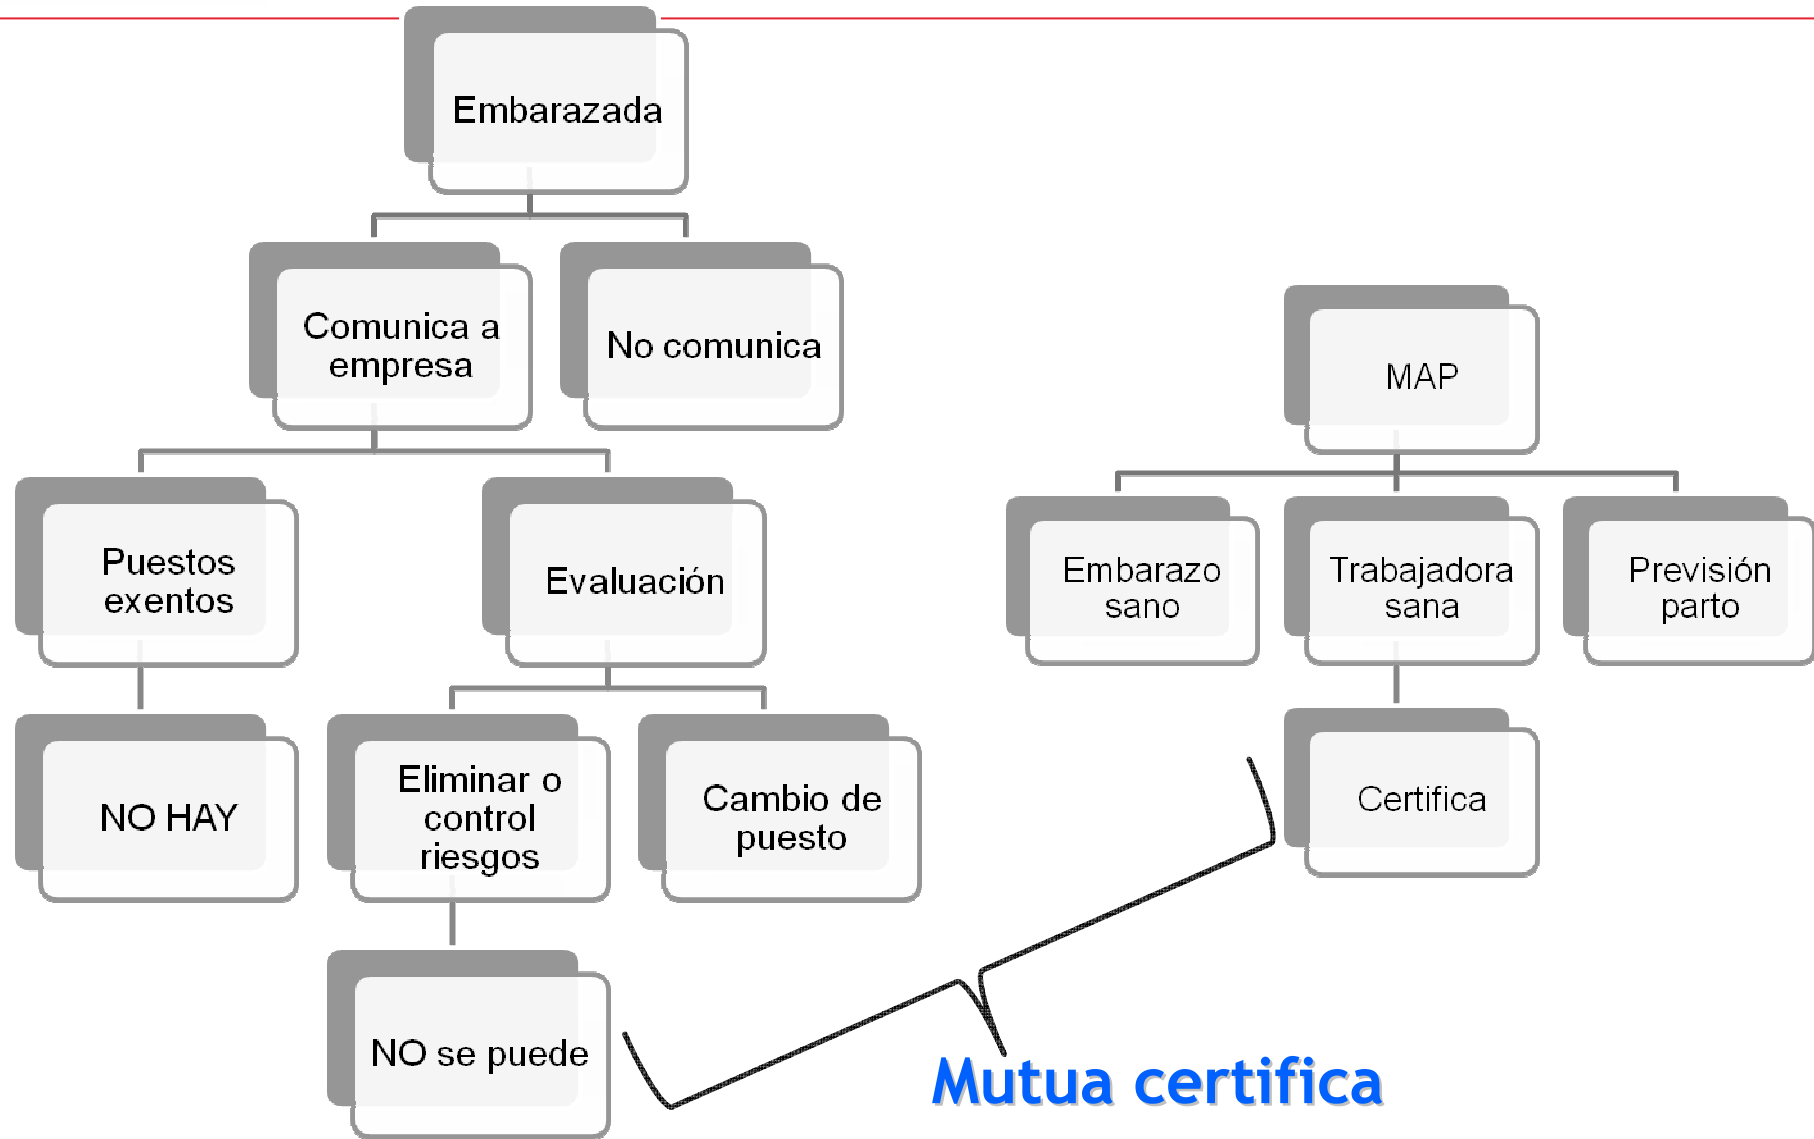 Embarazada
Comunica a
empresa
No comunica
Puestos
exentos
Evaluación
NO HAY
Eliminar o
control
riesgos
Cambio de
puesto
NO se puede
MAP
Embarazo
sano
Trabajadora
sana
Previsión
parto
Certifica
Mutua certifica